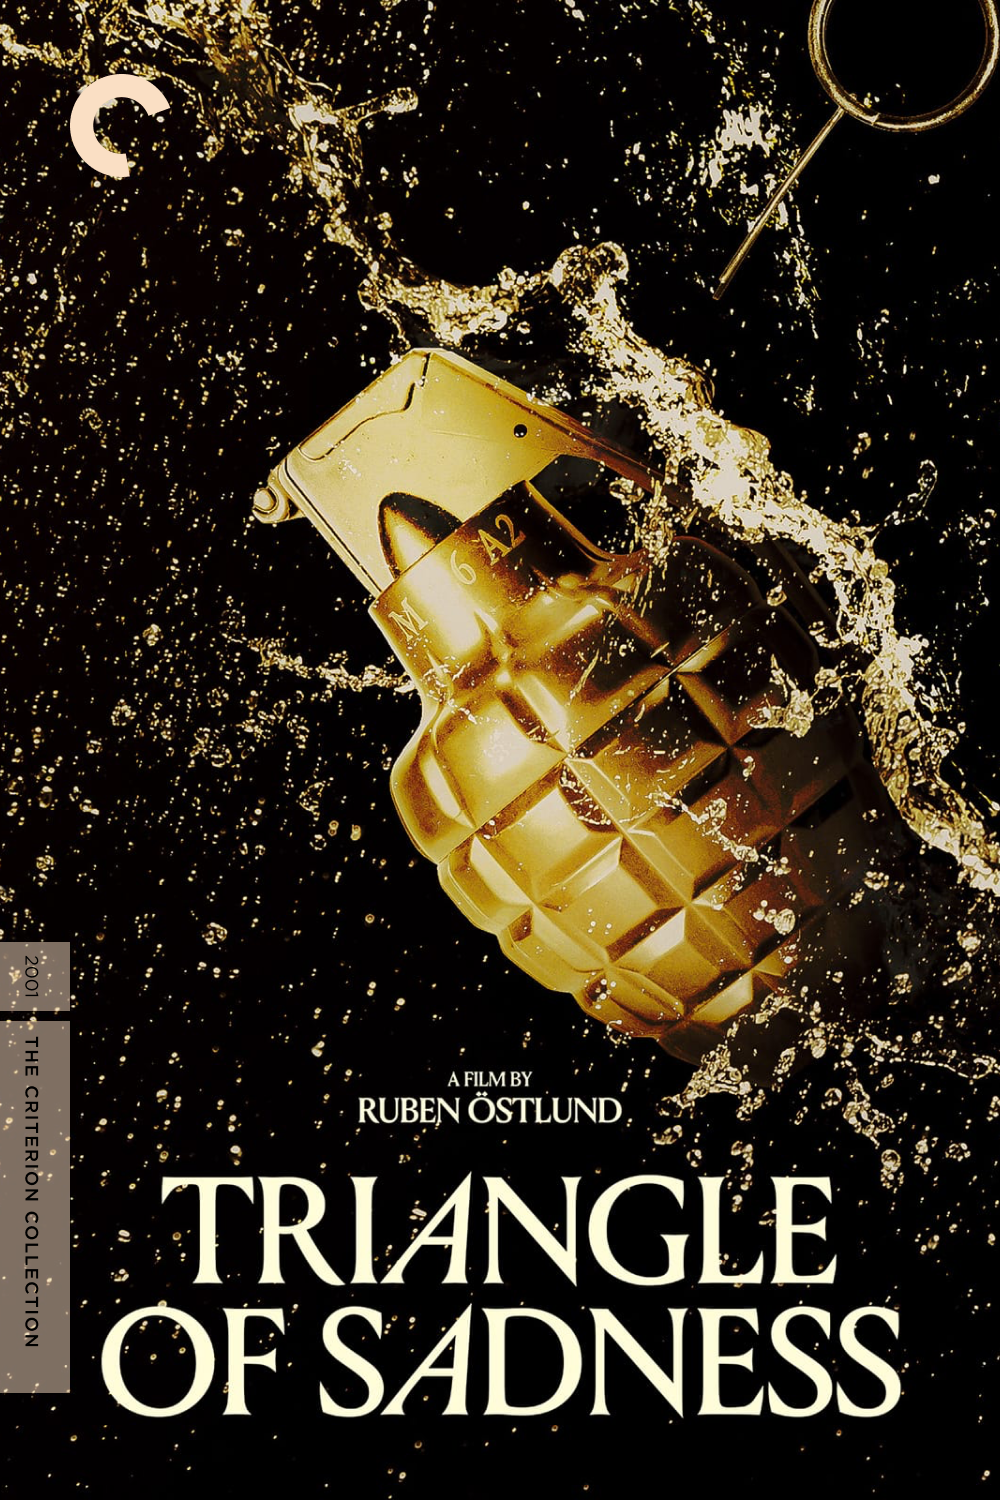 M 6 A2
2001
THE CRITERION COLLECTION
A FILM BY
RUBEN ÖSTLUND
TRIANGLE
OF SADNESS